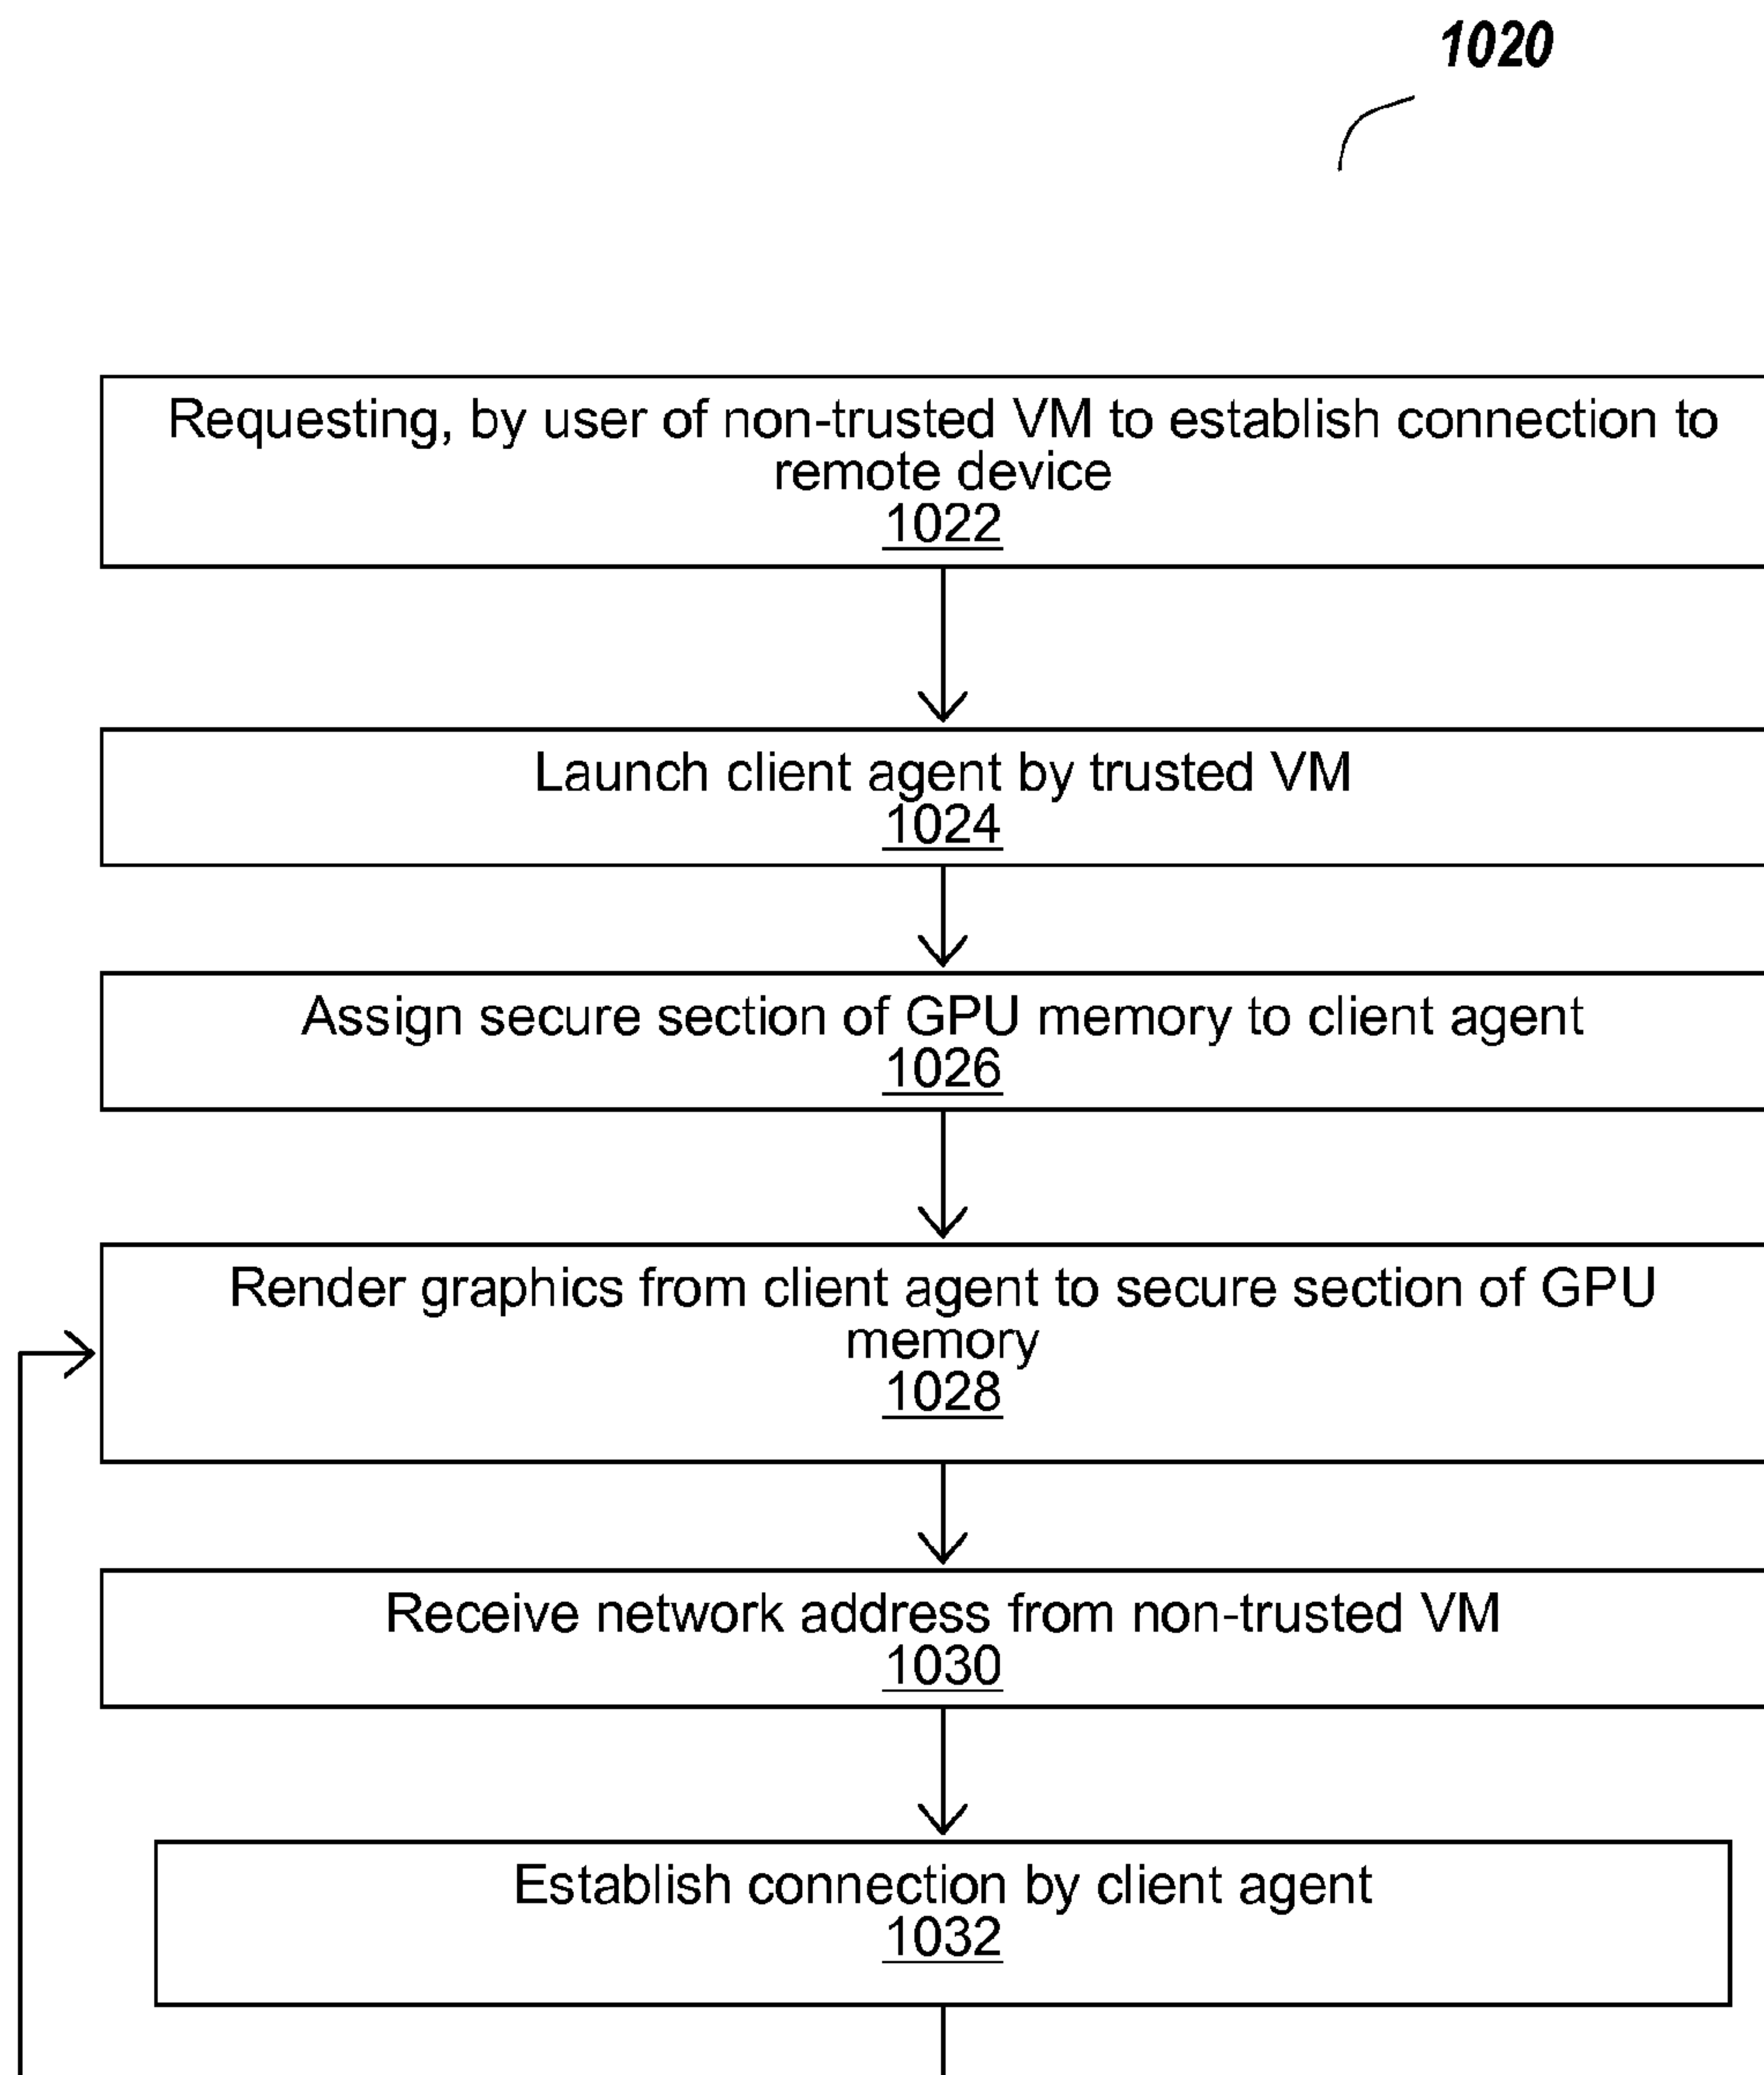 1020
Requesting, by user of non-trusted VM to establish connection to
remote device
1022
Launch client agent by trusted VM
1024
Assign secure section of GPU memory to client agent
1026
Render graphics from client agent to secure section of GPU
memory
1028
Receive network address from non-trusted VM
1030
Establish connection by client agent
1032